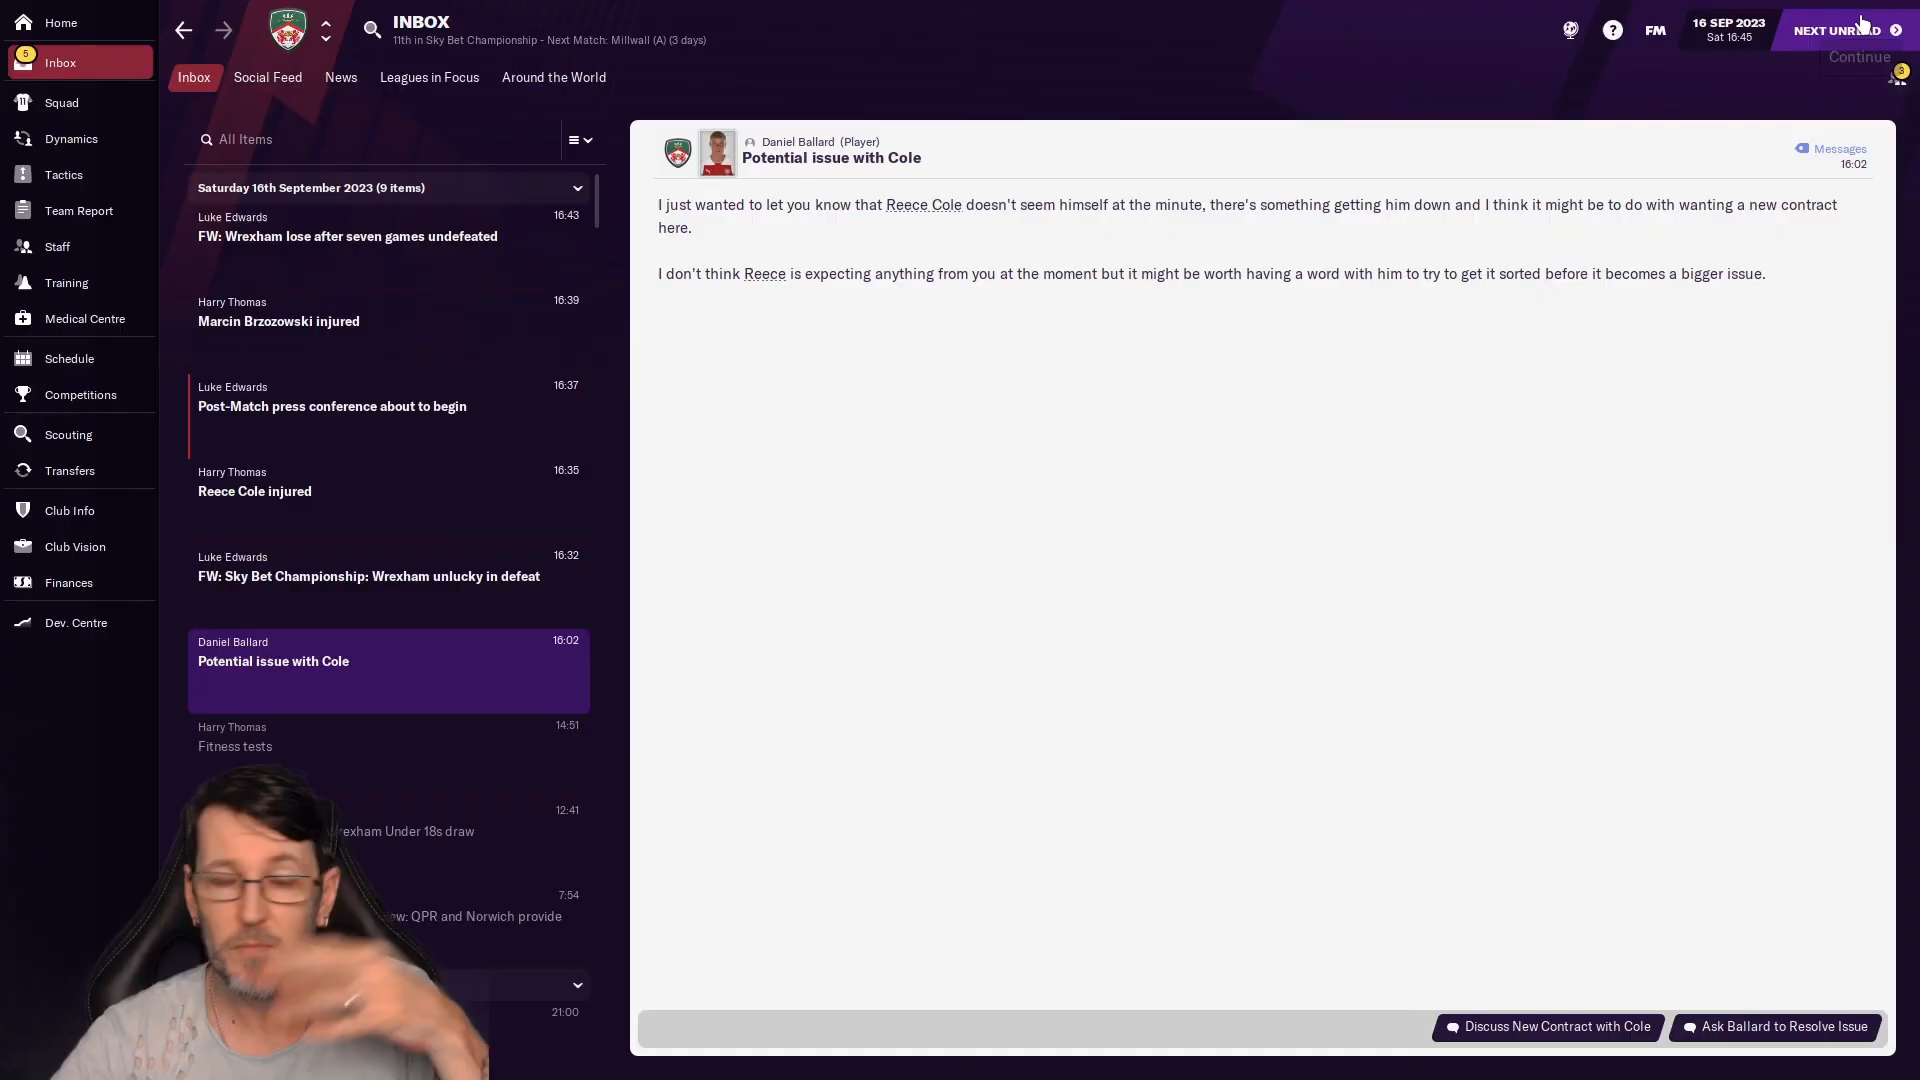 Home
5
Inbox
Squad
Dynamics
Tactics
Team Report
Staff
Training
Medical Centre
Schedule
Competitions
Scouting
Transfers
Club Info
Club Vision
Finances
Dev. Centre
INBOX
11th in Sky Bet Championship - Next Match: Millwall (A) (3 days)
FM
16 SEP 2023
Sat 16:45
NEXT
Continue
3
Inbox
Social Feed
News
Leagues in Focus
Around the World
All Items
Saturday 16th September 2023 (9 items)
Luke Edwards 16:43
FW: Wrexham lose after seven games undefeated
Harry Thomas 16:39
Marcin Brzozowski injured
Luke Edwards 16:37
Post-Match press conference about to begin
Harry Thomas 16:35
Reece Cole injured
Luke Edwards 16:32
FW: Sky Bet Championship: Wrexham unlucky in defeat
Daniel Ballard 16:02
Potential issue with Cole
Harry Thomas 14:51
Fitness tests
12:41
Under 18s draw
7:54
QPR and Norwich provide
21:00
Daniel Ballard (Player)
Potential issue with Cole
Messages
16:02
I just wanted to let you know that Reece Cole doesn't seem himself at the minute, there's something getting him down and I think it might be to do with wanting a new contract
here.
I don't think Reece is expecting anything from you at the moment but it might be worth having a word with him to try to get it sorted before it becomes a bigger issue.
Discuss New Contract with Cole
Ask Ballard to Resolve Issue